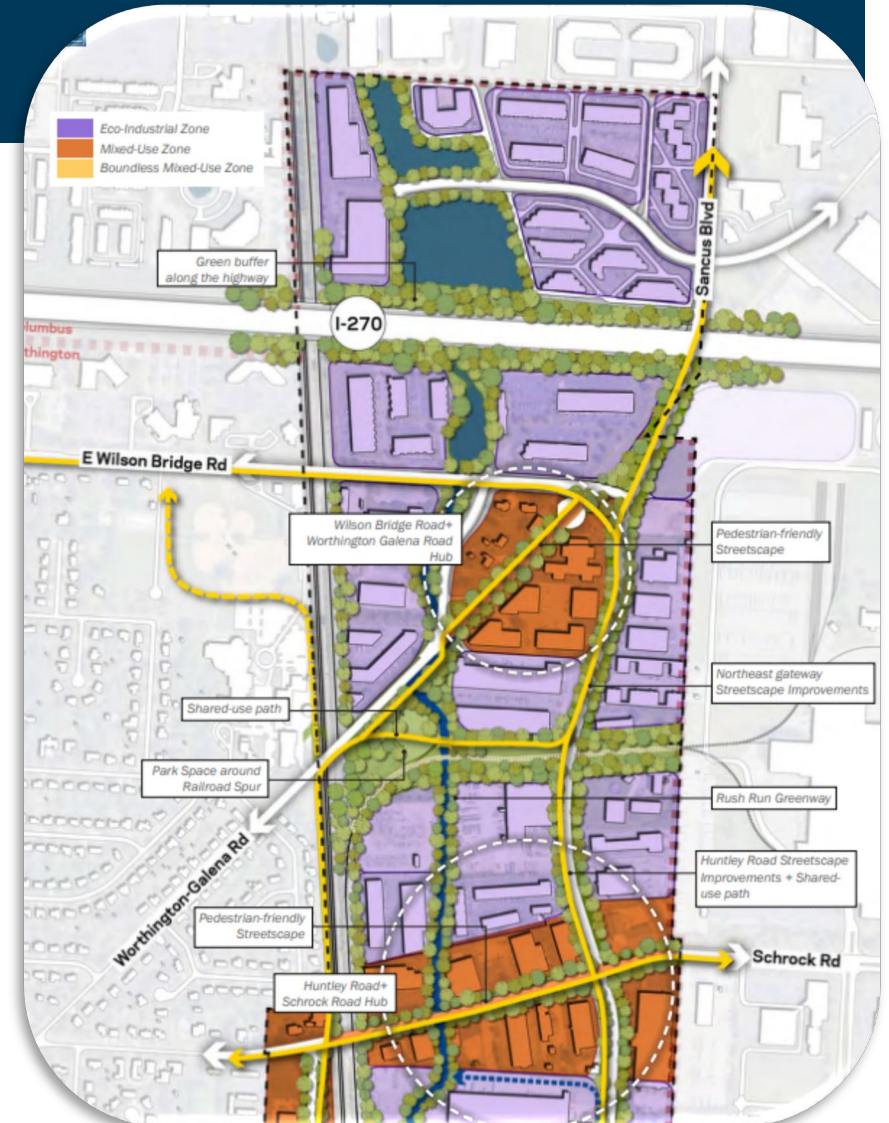 Eco-Industrial Zone
Mixed-Use Zone
Boundless Mixed-Use Zone
Sancus Blvd
Green buffer
along the highway
I-270
lumbus
thington
E Wilson Bridge Rd
Wilson Bridge Road+
Worthington Galena Road
Hub
Pedestrian-friendly
Streetscape
Northeast gateway
Streetscape Improvements
Shared-use path
Park Space around
Railroad Spur
Rush Run Greenway
Worthington-Galena Rd
Huntley Road Streetscape
Improvements + Shared-
use path
Pedestrian-friendly
Streetscape
Schrock Rd
Huntley Road+
Schrock Road Hub